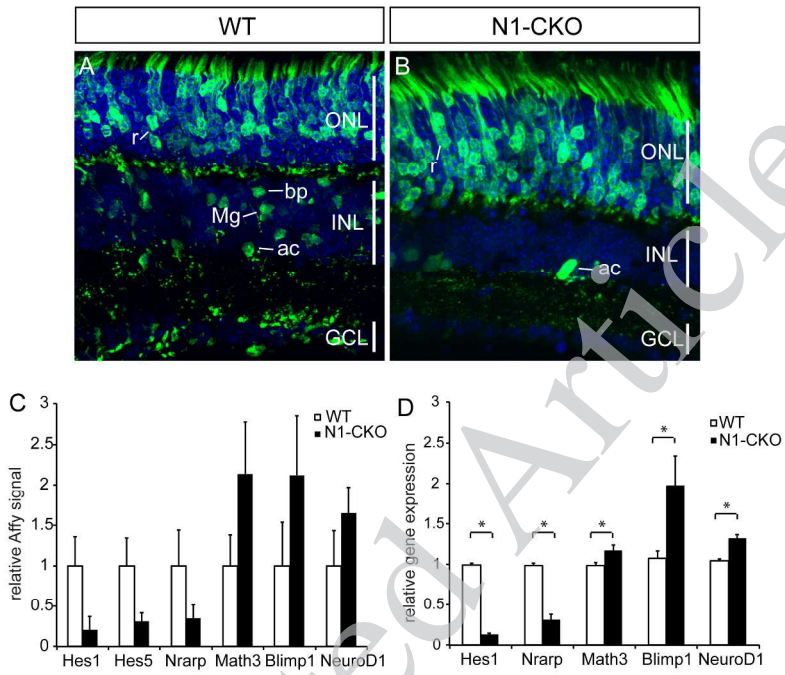 WT
N1-CKO
A
ONL
r
bp
Mg
INL
ac
GCL
B
ONL
r
INL
ac
GCL
C
3
2.5
2
1.5
1
0.5
0
relative Affy signal
WT
N1-CKO
Hes1 Hes5 Nrarp Math3 Blimp1 NeuroD1
D
3
2.5
2
1.5
1
0.5
0
relative gene expression
WT
N1-CKO
* * * * *
Hes1 Nrarp Math3 Blimp1 NeuroD1
ted Article